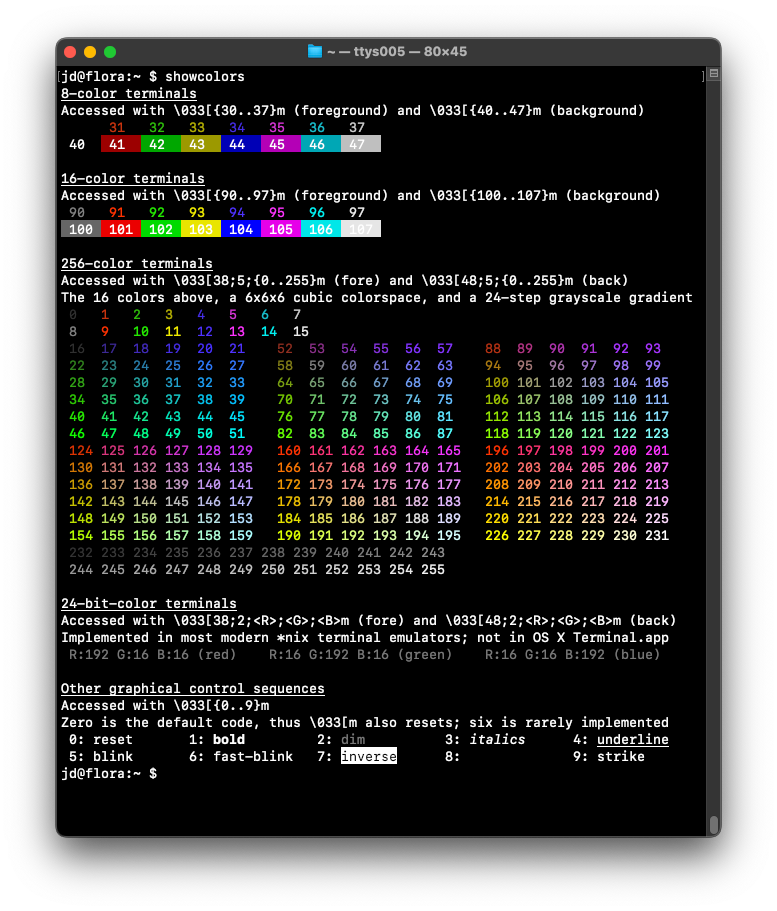 ~ — ttys005 — 80×45
[jd@flora:~ $ showcolors ]
8-color terminals
Accessed with \033[{30..37}m (foreground) and \033[{40..47}m (background)
31 32 33 34 35 36 37
40 41 42 43 44 45 46 47
16-color terminals
Accessed with \033[{90..97}m (foreground) and \033[{100..107}m (background)
90 91 92 93 94 95 96 97
100 101 102 103 104 105 106 107
256-color terminals
Accessed with \033[38;5;{0..255}m (fore) and \033[48;5;{0..255}m (back)
The 16 colors above, a 6x6x6 cubic colorspace, and a 24-step grayscale gradient
0 1 2 3 4 5 6 7
8 9 10 11 12 13 14 15
16 17 18 19 20 21 52 53 54 55 56 57 88 89 90 91 92 93
22 23 24 25 26 27 58 59 60 61 62 63 94 95 96 97 98 99
28 29 30 31 32 33 64 65 66 67 68 69 100 101 102 103 104 105
34 35 36 37 38 39 70 71 72 73 74 75 106 107 108 109 110 111
40 41 42 43 44 45 76 77 78 79 80 81 112 113 114 115 116 117
46 47 48 49 50 51 82 83 84 85 86 87 118 119 120 121 122 123
124 125 126 127 128 129 160 161 162 163 164 165 196 197 198 199 200 201
130 131 132 133 134 135 166 167 168 169 170 171 202 203 204 205 206 207
136 137 138 139 140 141 172 173 174 175 176 177 208 209 210 211 212 213
142 143 144 145 146 147 178 179 180 181 182 183 214 215 216 217 218 219
148 149 150 151 152 153 184 185 186 187 188 189 220 221 222 223 224 225
154 155 156 157 158 159 190 191 192 193 194 195 226 227 228 229 230 231
232 233 234 235 236 237 238 239 240 241 242 243
244 245 246 247 248 249 250 251 252 253 254 255
24-bit-color terminals
Accessed with \033[38;2;<R>;<G>;<B>m (fore) and \033[48;2;<R>;<G>;<B>m (back)
Implemented in most modern *nix terminal emulators; not in OS X Terminal.app
R:192 G:16 B:16 (red) R:16 G:192 B:16 (green) R:16 G:16 B:192 (blue)
Other graphical control sequences
Accessed with \033[{0..9}m
Zero is the default code, thus \033[m also resets; six is rarely implemented
0: reset 1: bold 2: dim 3: italics 4: underline
5: blink 6: fast-blink 7: inverse 8: 9: strike
jd@flora:~ $